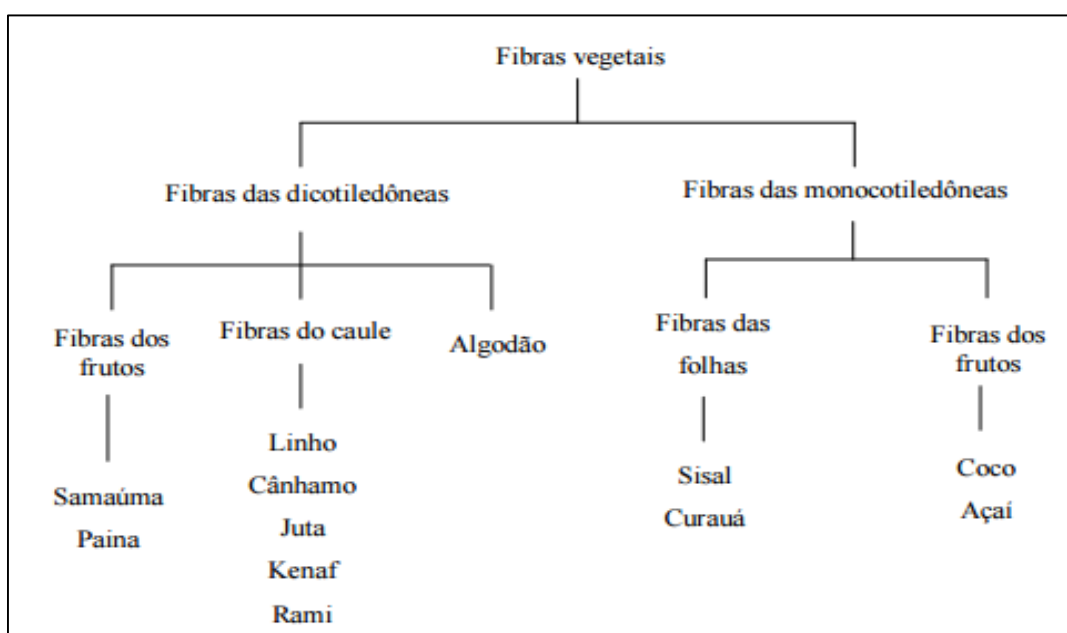 Fibras vegetais
Fibras das dicotiledôneas
Fibras das monocotiledôneas
Fibras dos
frutos
Fibras do caule
Algodão
Fibras das
folhas
Fibras dos
frutos
Samaúma
Paina
Linho
Cânhamo
Juta
Kenaf
Rami
Sisal
Curauá
Coco
Açaí